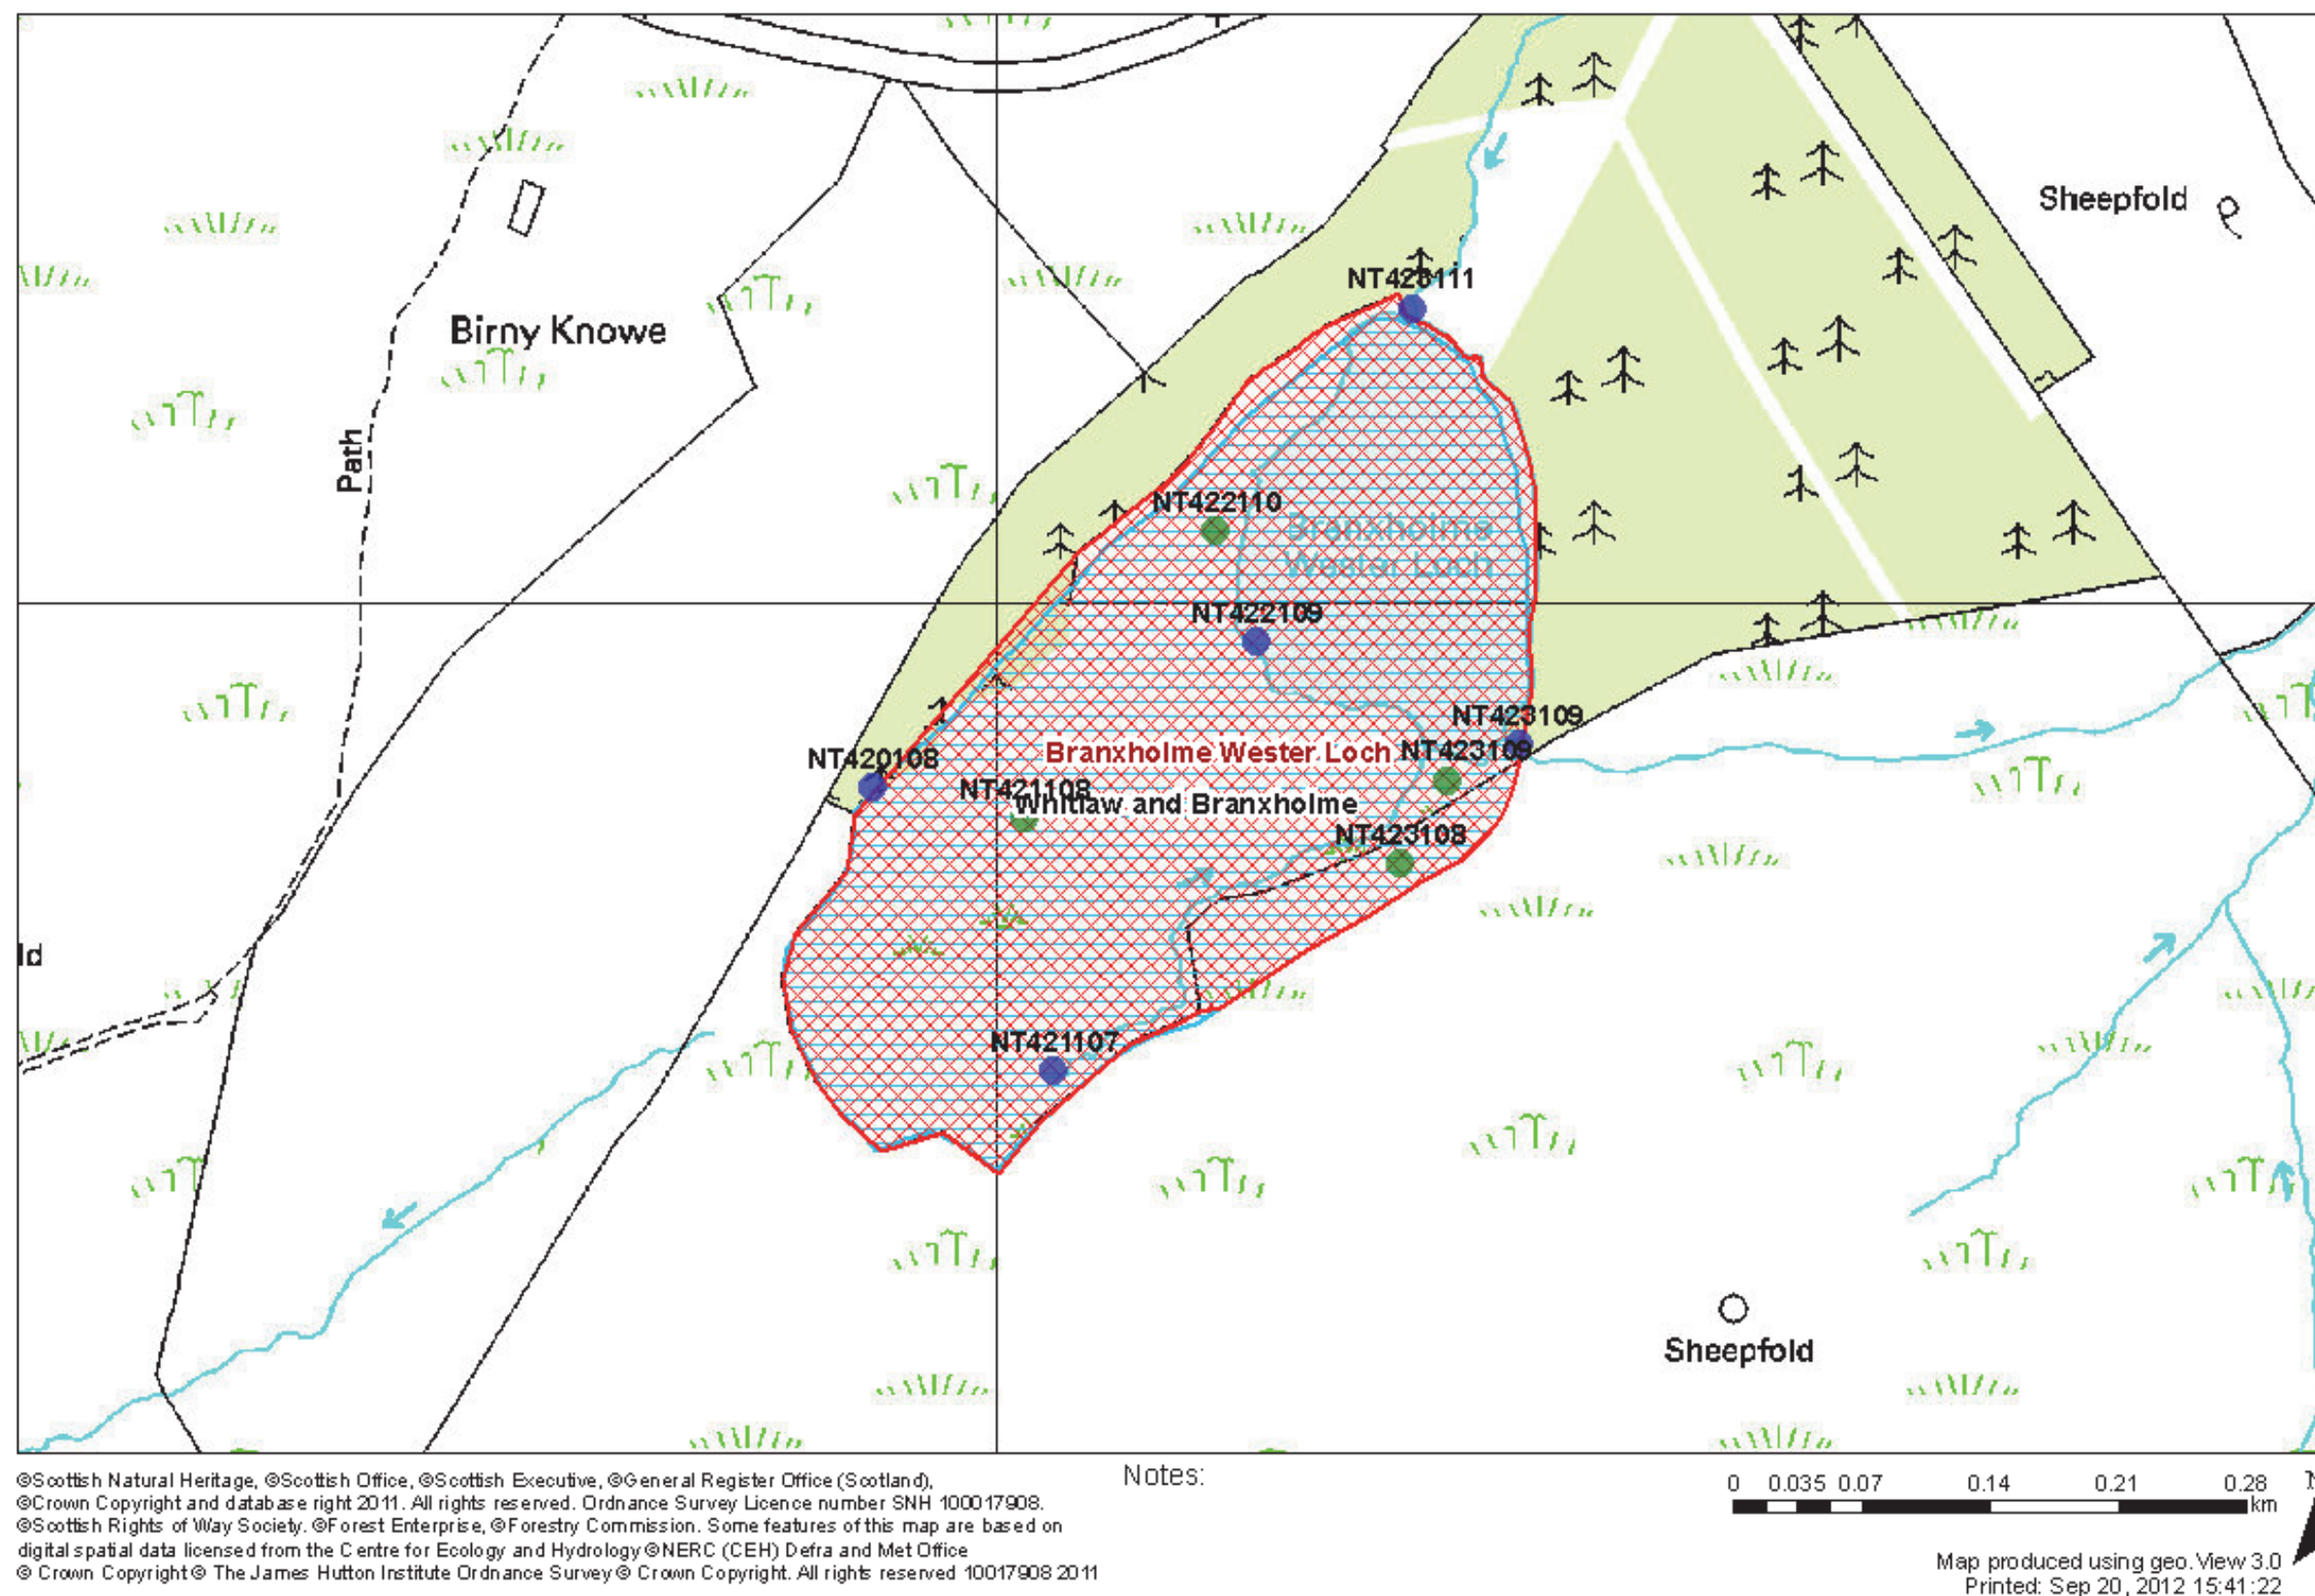 Sheepfold
NT423111
Birny Knowe
Path
NT422110
Branxholme
Wester Loch
NT422109
NT423109
Branxholme Wester Loch
NT423109
NT420108
NT421108
Whitlaw and Branxholme
NT423108
ld
NT421107
Sheepfold
©Scottish Natural Heritage, ©Scottish Office, ©Scottish Executive, ©General Register Office (Scotland),
©Crown Copyright and database right 2011. All rights reserved. Ordnance Survey Licence number SNH 100017908.
©Scottish Rights of Way Society. ©Forest Enterprise, ©Forestry Commission. Some features of this map are based on
digital spatial data licensed from the Centre for Ecology and Hydrology ©NERC (CEH) Defra and Met Office
© Crown Copyright © The James Hutton Institute Ordnance Survey © Crown Copyright. All rights reserved 10017908 2011
Notes:
0 0.035 0.07 0.14 0.21 0.28
km
Map produced using geo.View 3.0
Printed: Sep 20, 2012 15:41:22